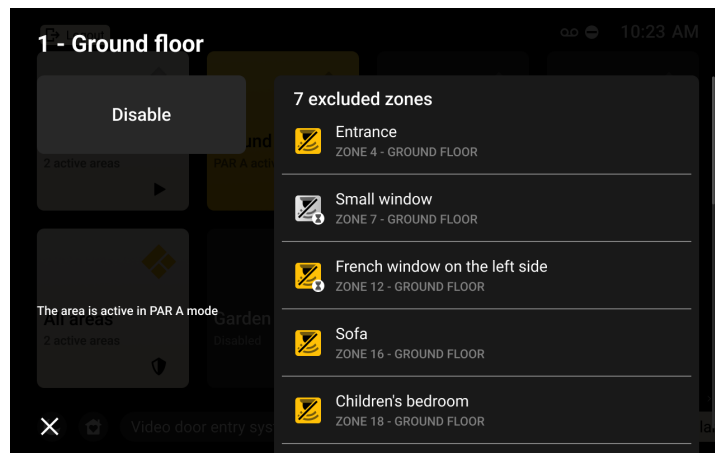 1 - Ground floor
10:23 AM
Disable
2 active areas
PAR A acti
7 excluded zones
Entrance
ZONE 4 - GROUND FLOOR
Small window
ZONE 7 - GROUND FLOOR
French window on the left side
ZONE 12 - GROUND FLOOR
Sofa
ZONE 16 - GROUND FLOOR
Children's bedroom
ZONE 18 - GROUND FLOOR
The area is active in PAR A mode
All areas
2 active areas
Garden
Disabled
Video door entry sys